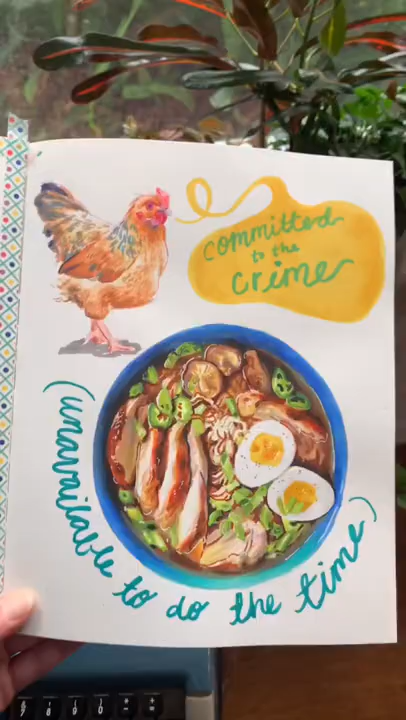 committed
to the
crime
(unavailable to do the time)